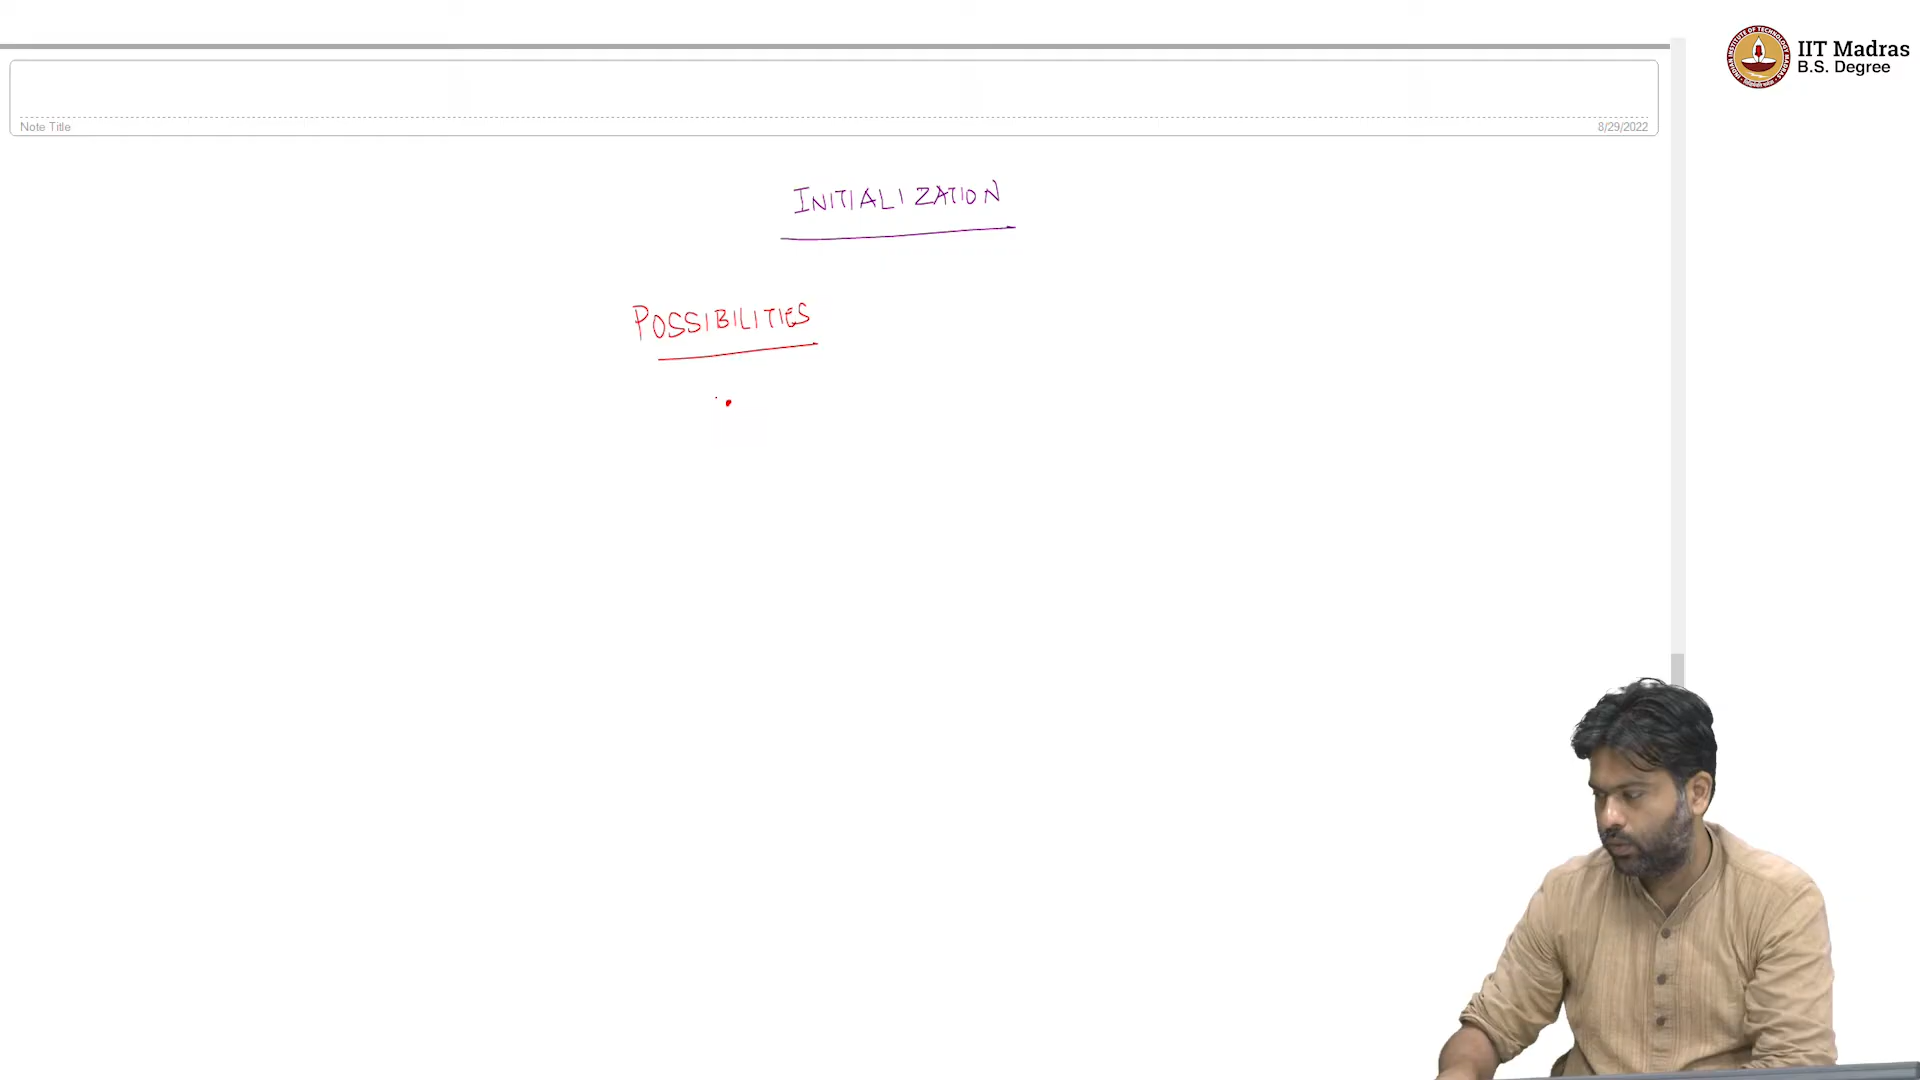 IIT Madras
B.S. Degree
Note Title
8/29/2022
INITIALIZATION
POSSIBILITIES